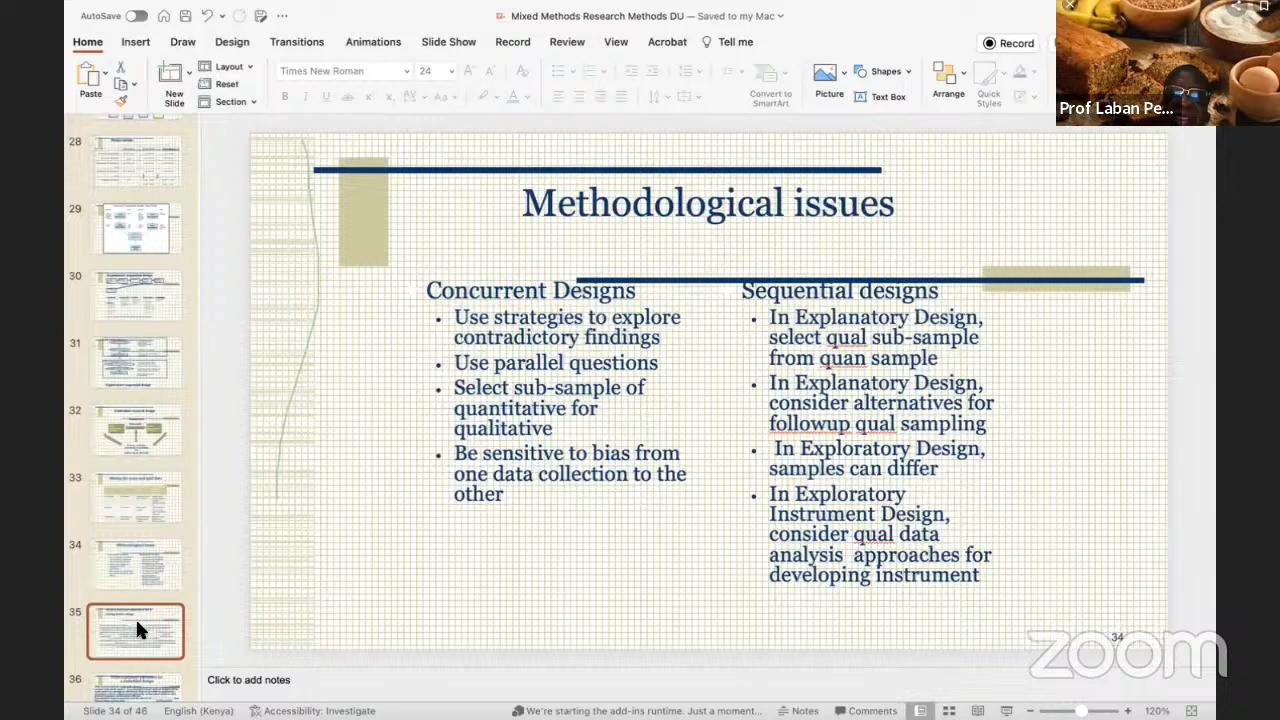 AutoSave
Mixed Methods Research Methods DU — Saved to my Mac
Home Insert Draw Design Transitions Animations Slide Show Record Review View Acrobat Tell me
Record
Paste
New Slide
Layout
Reset
Section
Times New Roman 24
Convert to SmartArt
Picture
Shapes
Text Box
Arrange
Quick Styles
Prof Laban Pe...
28
29
30
31
32
33
34
35
36
Methodological issues
Concurrent Designs
• Use strategies to explore
contradictory findings
• Use parallel questions
• Select sub-sample of
quantitative for
qualitative
• Be sensitive to bias from
one data collection to the
other
Sequential designs
• In Explanatory Design,
select qual sub-sample
from quan sample
• In Explanatory Design,
consider alternatives for
followup qual sampling
• In Exploratory Design,
samples can differ
• In Exploratory
Instrument Design,
consider qual data
analysis approaches for
developing instrument
34
zoom
Click to add notes
Slide 34 of 46 English (Kenya) Accessibility: Investigate We're starting the add-ins runtime. Just a moment... Notes Comments 120%